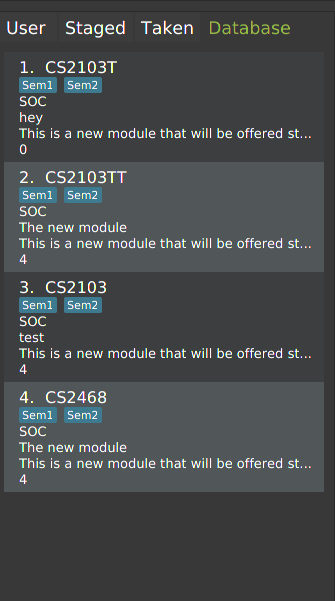 User Staged Taken Database
1. CS2103T
Sem1 Sem2
SOC
hey
This is a new module that will be offered st...
0
2. CS2103TT
Sem1 Sem2
SOC
The new module
This is a new module that will be offered st...
4
3. CS2103
Sem1 Sem2
SOC
test
This is a new module that will be offered st...
4
4. CS2468
Sem1 Sem2
SOC
The new module
This is a new module that will be offered st...
4